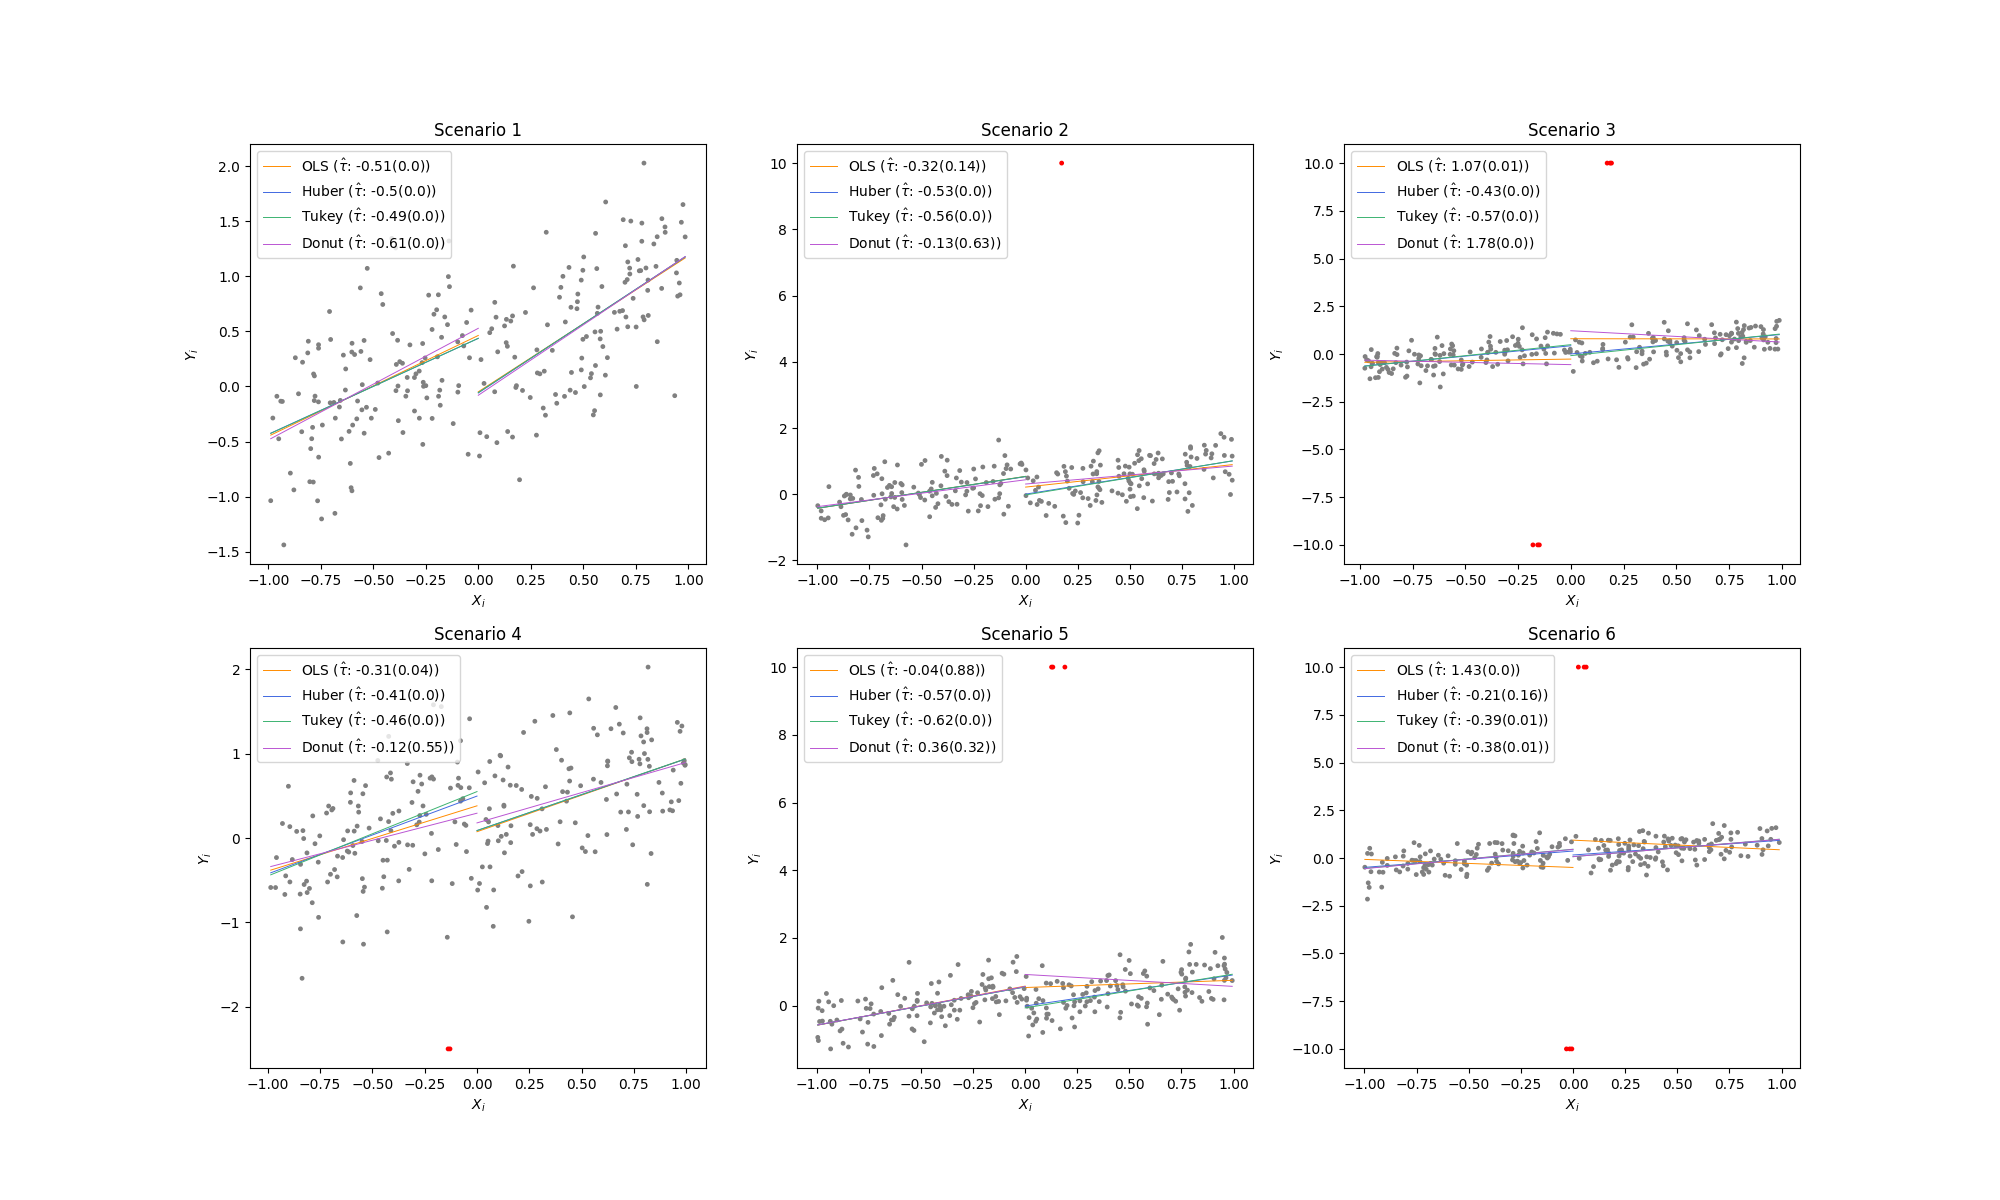 Scenario 1
OLS (τ̂: -0.51(0.0))
Huber (τ̂: -0.5(0.0))
Tukey (τ̂: -0.49(0.0))
Donut (τ̂: -0.61(0.0))
2.0
1.5
1.0
0.5
0.0
−0.5
−1.0
−1.5
Yᵢ
−1.00 −0.75 −0.50 −0.25 0.00 0.25 0.50 0.75 1.00
Xᵢ
Scenario 2
OLS (τ̂: -0.32(0.14))
Huber (τ̂: -0.53(0.0))
Tukey (τ̂: -0.56(0.0))
Donut (τ̂: -0.13(0.63))
10
8
6
4
2
0
−2
Yᵢ
−1.00 −0.75 −0.50 −0.25 0.00 0.25 0.50 0.75 1.00
Xᵢ
Scenario 3
OLS (τ̂: 1.07(0.01))
Huber (τ̂: -0.43(0.0))
Tukey (τ̂: -0.57(0.0))
Donut (τ̂: 1.78(0.0))
10.0
7.5
5.0
2.5
0.0
−2.5
−5.0
−7.5
−10.0
Yᵢ
−1.00 −0.75 −0.50 −0.25 0.00 0.25 0.50 0.75 1.00
Xᵢ
Scenario 4
OLS (τ̂: -0.31(0.04))
Huber (τ̂: -0.41(0.0))
Tukey (τ̂: -0.46(0.0))
Donut (τ̂: -0.12(0.55))
2
1
0
−1
−2
Yᵢ
−1.00 −0.75 −0.50 −0.25 0.00 0.25 0.50 0.75 1.00
Xᵢ
Scenario 5
OLS (τ̂: -0.04(0.88))
Huber (τ̂: -0.57(0.0))
Tukey (τ̂: -0.62(0.0))
Donut (τ̂: 0.36(0.32))
10
8
6
4
2
0
Yᵢ
−1.00 −0.75 −0.50 −0.25 0.00 0.25 0.50 0.75 1.00
Xᵢ
Scenario 6
OLS (τ̂: 1.43(0.0))
Huber (τ̂: -0.21(0.16))
Tukey (τ̂: -0.39(0.01))
Donut (τ̂: -0.38(0.01))
10.0
7.5
5.0
2.5
0.0
−2.5
−5.0
−7.5
−10.0
Yᵢ
−1.00 −0.75 −0.50 −0.25 0.00 0.25 0.50 0.75 1.00
Xᵢ